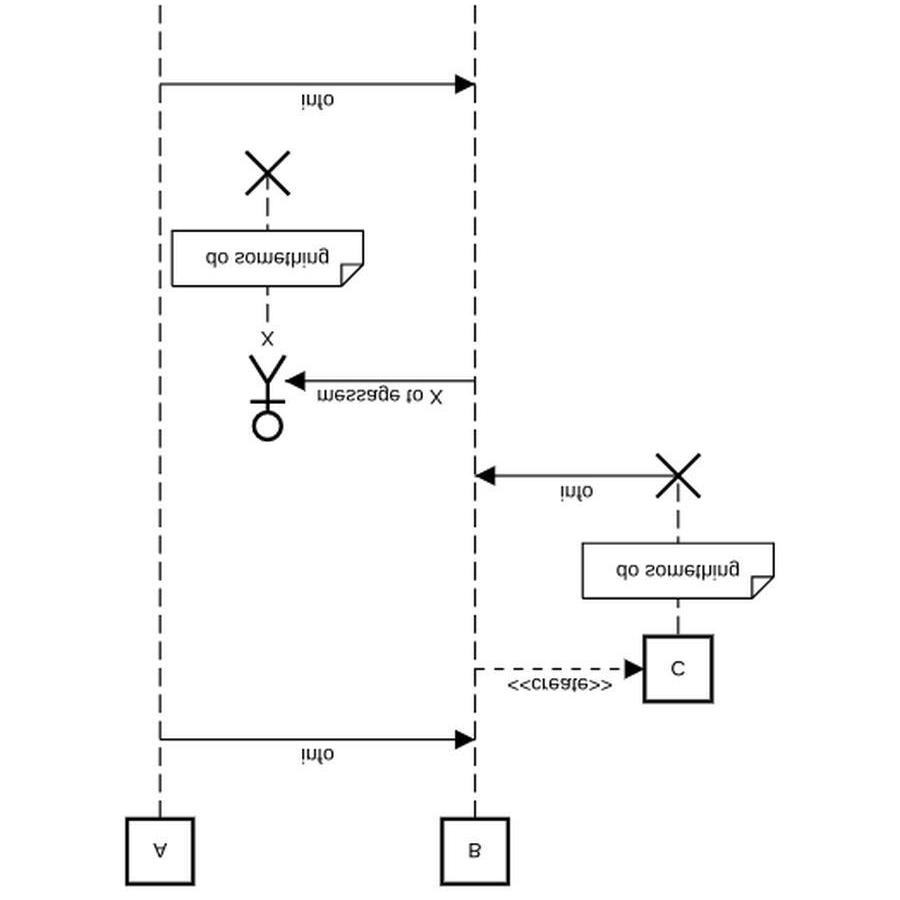 A
B
info
<<create>>
C
do something
info
message to X
X
do something
info